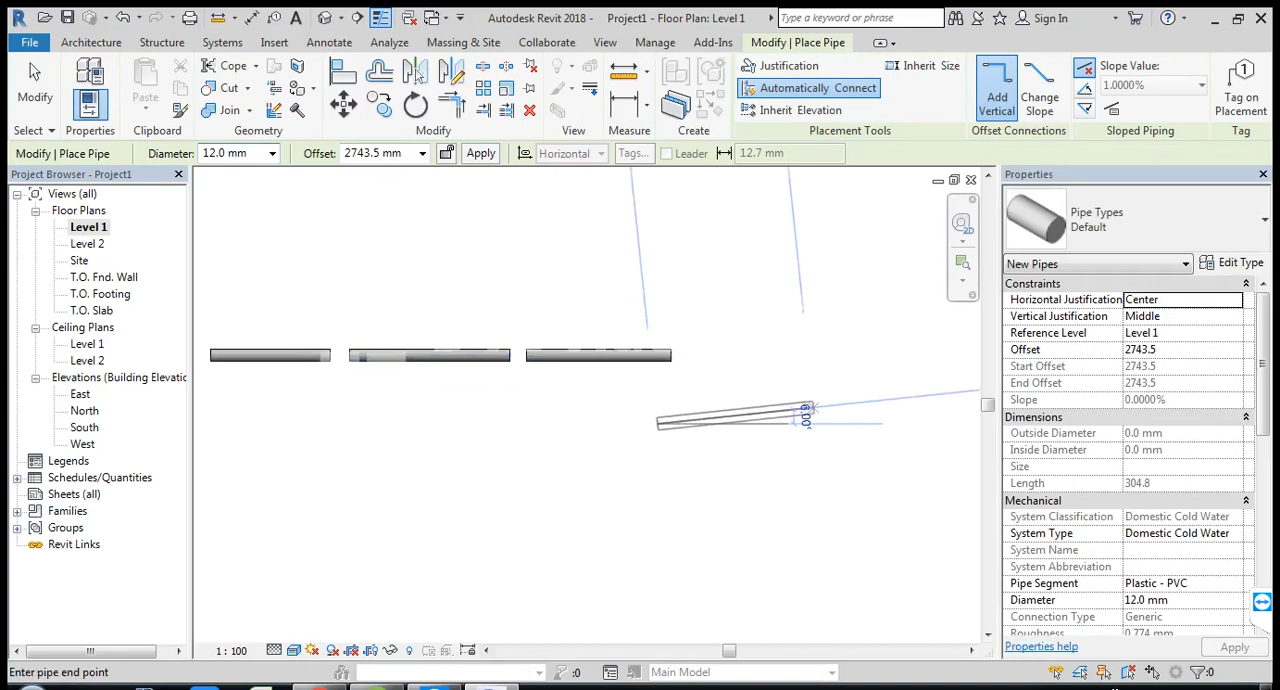 Autodesk Revit 2018 -
Project1 - Floor Plan: Level 1
Type a keyword or phrase
Sign In
File
Architecture
Structure
Systems
Insert
Annotate
Analyze
Massing & Site
Collaborate
View
Manage
Add-Ins
Modify | Place Pipe
Modify
Paste
Cope
Cut
Join
Justification
Automatically Connect
Inherit Elevation
Inherit Size
Add Vertical
Change Slope
Slope Value:
1.0000%
Tag on Placement
Select
Properties
Clipboard
Geometry
Modify
View
Measure
Create
Placement Tools
Offset Connections
Sloped Piping
Tag
Modify | Place Pipe
Diameter:
12.0 mm
Offset:
2743.5 mm
Apply
Horizontal
Tags...
Leader
12.7 mm
Project Browser - Project1
Views (all)
Floor Plans
Level 1
Level 2
Site
T.O. Fnd. Wall
T.O. Footing
T.O. Slab
Ceiling Plans
Level 1
Level 2
Elevations (Building Elevatic
East
North
South
West
Legends
Schedules/Quantities
Sheets (all)
Families
Groups
Revit Links
2D
6.00°
Properties
Pipe Types
Default
New Pipes
Edit Type
Constraints
Horizontal Justification Center
Vertical Justification Middle
Reference Level Level 1
Offset 2743.5
Start Offset 2743.5
End Offset 2743.5
Slope 0.0000%
Dimensions
Outside Diameter 0.0 mm
Inside Diameter 0.0 mm
Size
Length 304.8
Mechanical
System Classification Domestic Cold Water
System Type Domestic Cold Water
System Name
System Abbreviation
Pipe Segment Plastic - PVC
Diameter 12.0 mm
Connection Type Generic
Roughness 0.774 mm
Properties help
Apply
1 : 100
Enter pipe end point
:0
Main Model
:0